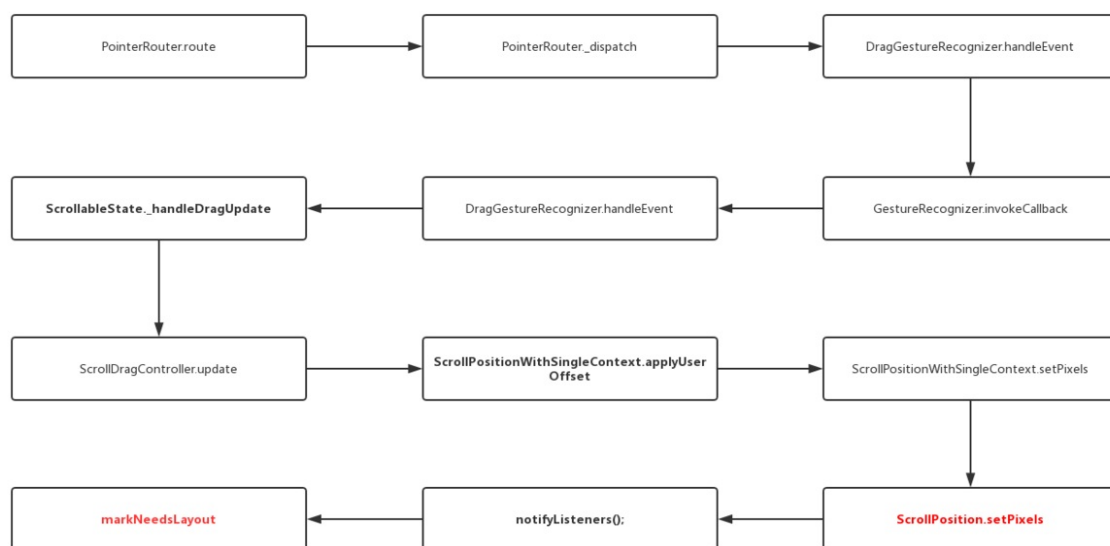 PointerRouter.route
PointerRouter._dispatch
DragGestureRecognizer.handleEvent
ScrollableState._handleDragUpdate
DragGestureRecognizer.handleEvent
GestureRecognizer.invokeCallback
ScrollDragController.update
ScrollPositionWithSingleContext.applyUser
Offset
ScrollPositionWithSingleContext.setPixels
markNeedsLayout
notifyListeners();
ScrollPosition.setPixels